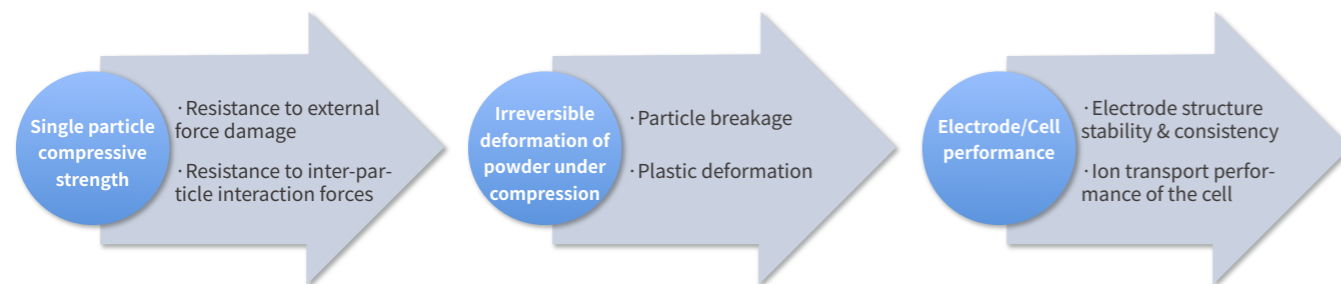 Single particle
compressive
strength
· Resistance to external
force damage
· Resistance to inter-par-
ticle interaction forces
Irreversible
deformation of
powder under
compression
· Particle breakage
· Plastic deformation
Electrode/Cell
performance
· Electrode structure
stability & consistency
· Ion transport perfor-
mance of the cell